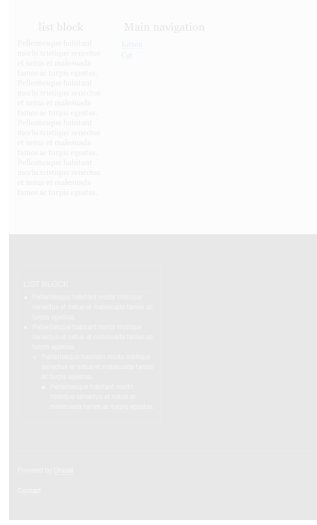 list block
Pellentesque habitant
morbi tristique senectus
et netus et malesuada
fames ac turpis egestas.
Pellentesque habitant
morbi tristique senectus
et netus et malesuada
fames ac turpis egestas.
Pellentesque habitant
morbi tristique senectus
et netus et malesuada
fames ac turpis egestas.
Pellentesque habitant
morbi tristique senectus
et netus et malesuada
fames ac turpis egestas.
Main navigation
LIST BLOCK
Pellentesque habitant morbi tristique
senectus et netus et malesuada fames ac
turpis egestas.
Pellentesque habitant morbi tristique
senectus et netus et malesuada fames ac
turpis egestas.
Pellentesque habitant morbi tristique
senectus et netus et malesuada fames
ac turpis egestas.
Pellentesque habitant morbi
tristique senectus et netus et
malesuada fames ac turpis egestas.
Powered by Drupal
Contact